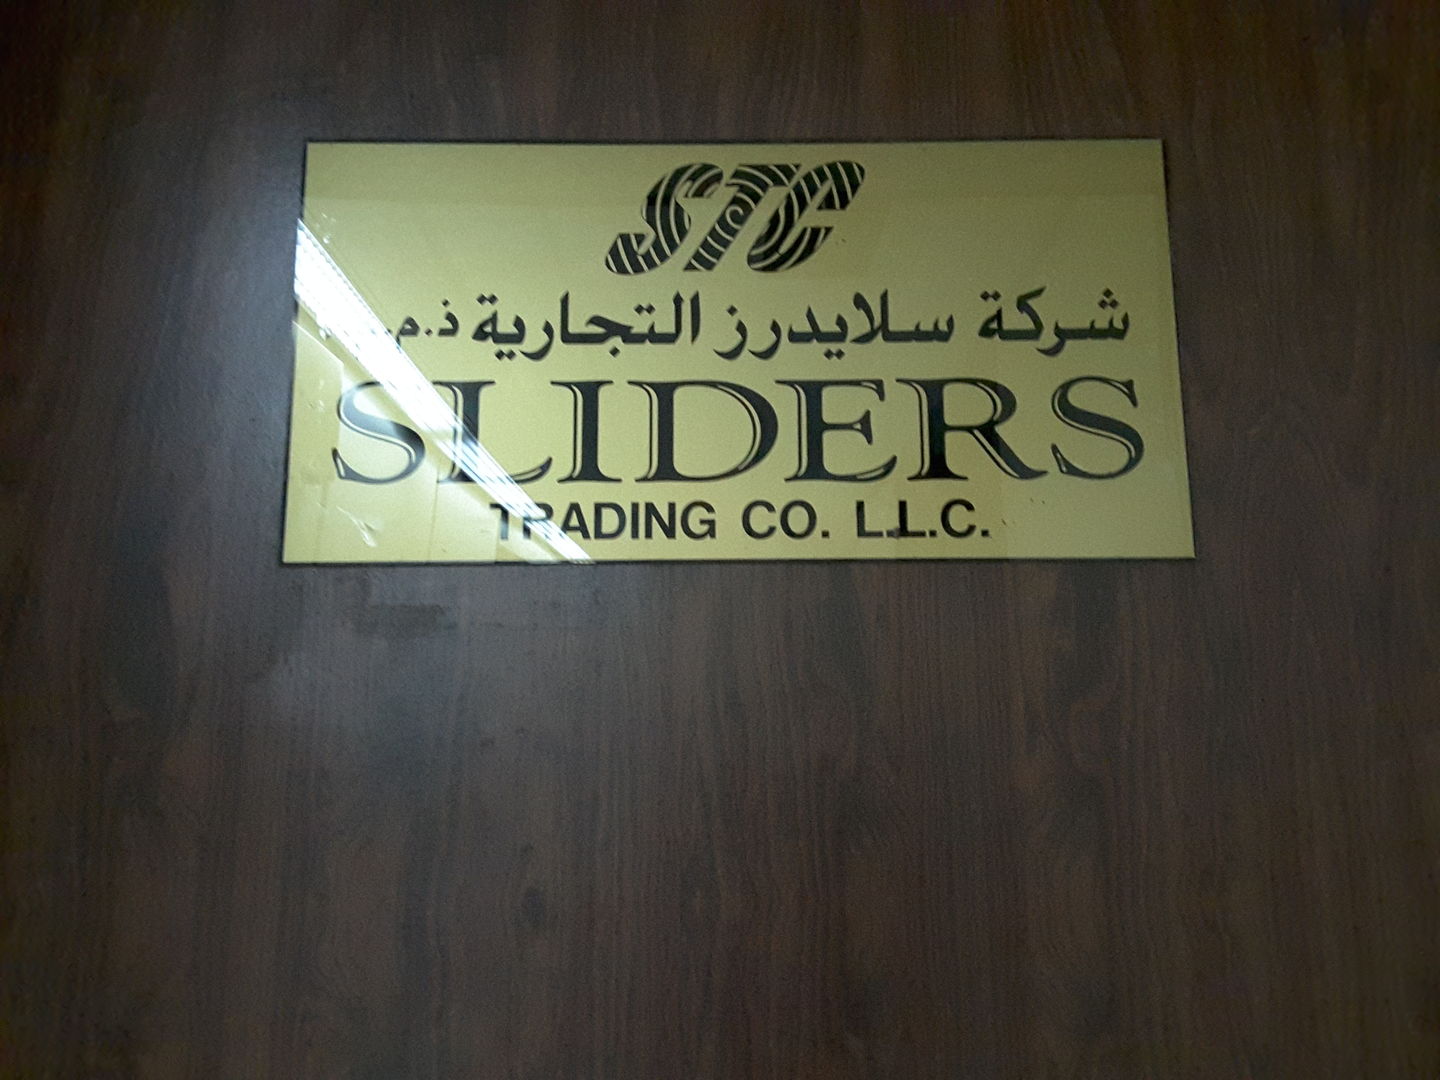 STC
شركة سلايدرز التجارية ذ.م.
SLIDERS
TRADING CO. L.L.C.